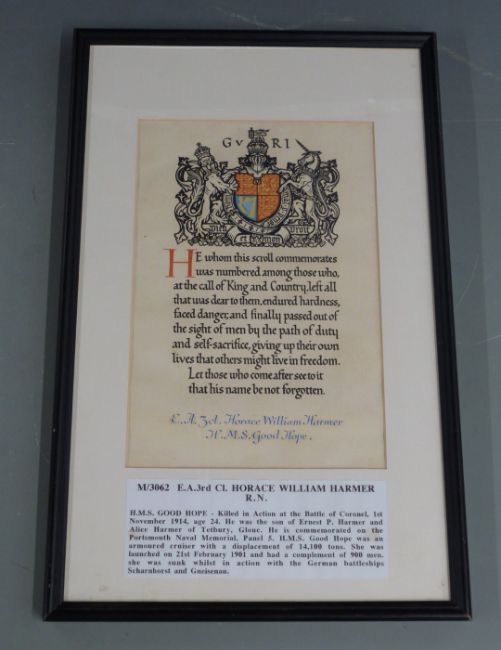 G V R I
Dieu et mon Droit
HE whom this scroll commemorates
was numbered among those who,
at the call of King and Country, left all
that was dear to them, endured hardness,
faced danger, and finally passed out of
the sight of men by the path of duty
and self-sacrifice, giving up their own
lives that others might live in freedom.
Let those who come after see to it
that his name be not forgotten.
E.A. 3cl. Horace William Harmer
H.M.S. Good Hope.
M/3062 E.A.3rd Cl. HORACE WILLIAM HARMER
R.N.
H.M.S. GOOD HOPE - Killed in Action at the Battle of Coronel, 1st
November 1914, age 24. He was the son of Ernest P. Harmer and
Alice Harmer of Tetbury, Glouc. He is commemorated on the
Portsmouth Naval Memorial, Panel 5. H.M.S. Good Hope was an
armoured cruiser with a displacement of 14,100 tons. She was
launched on 21st February 1901 and had a complement of 900 men.
she was sunk whilst in action with the German battleships
Scharnhorst and Gneisenau.